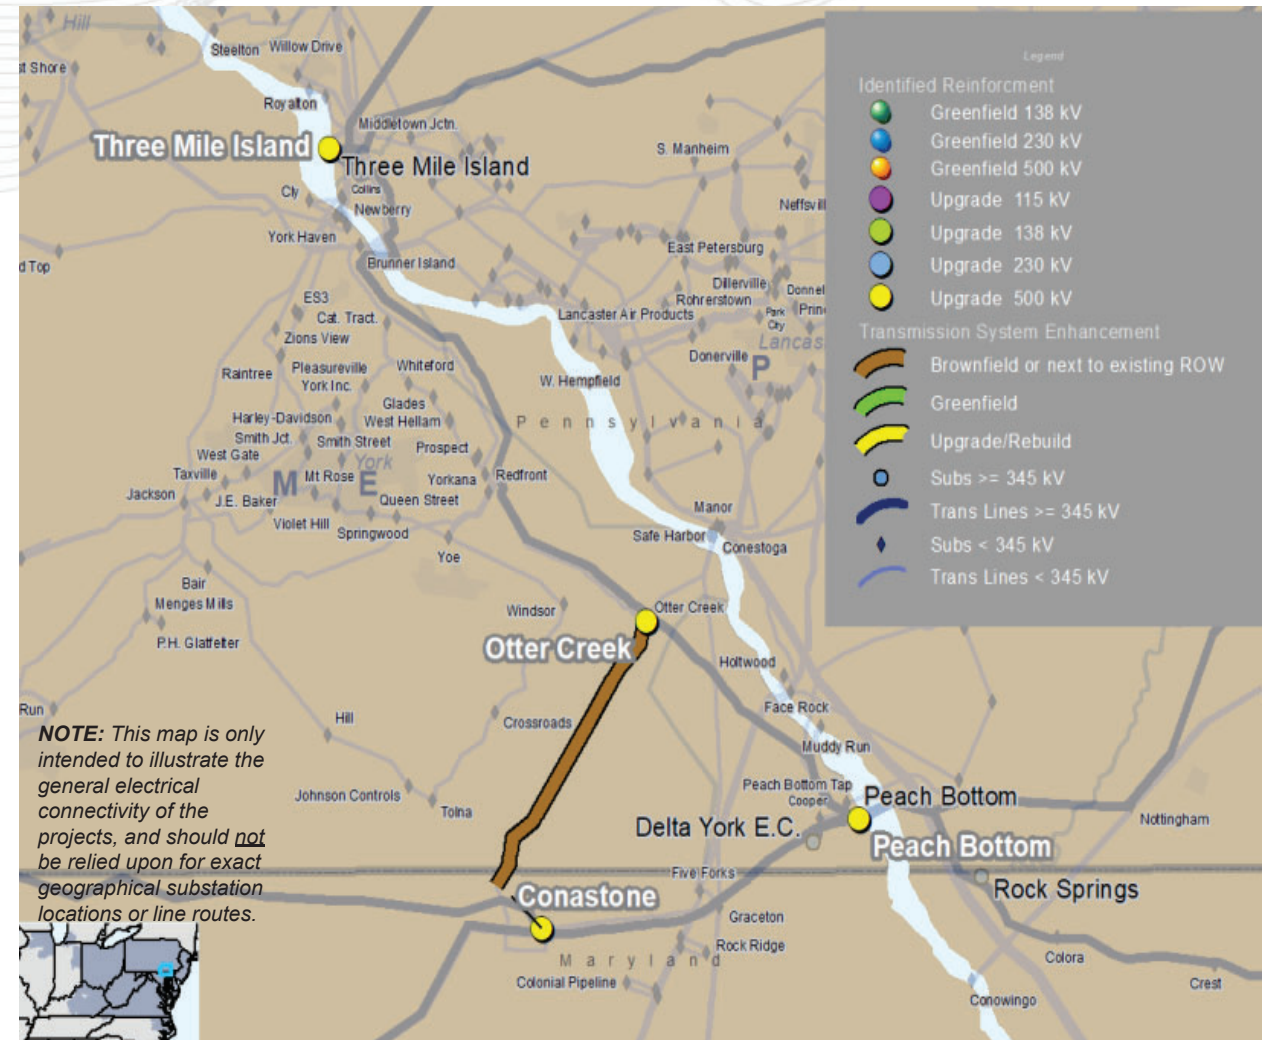 Hill
Steelton
Willow Drive
st Shore
Royalton
Middletown Jctn.
Three Mile Island
Three Mile Island
S. Manheim
Collins
Cly
Newberry
Neffsvil
York Haven
East Petersburg
d Top
Brunner Island
Dillerville
Donnel
ES3
Rohrerstown
Cat. Tract.
Lancaster Air Products
Park
City
Prin
Zions View
Lancas
Donerville
P
Pleasureville
Whiteford
Raintree
York Inc.
W. Hempfield
Glades
Harley-Davidson
West Hellam
Pennsylvania
Smith Jct.
Smith Street
Prospect
West Gate
York
Taxville
Mt Rose
Yorkana
Redfront
M
E
Jackson
J.E. Baker
Queen Street
Manor
Violet Hill
Springwood
Safe Harbor
Conestoga
Yoe
Bair
Menges Mills
Windsor
Otter Creek
P.H. Glatfelter
Otter Creek
Holtwood
Run
Hill
Crossroads
Face Rock
Muddy Run
Peach Bottom Tap
Johnson Controls
Cooper
Peach Bottom
Tolna
Delta York E.C.
Nottingham
Peach Bottom
Five Forks
Rock Springs
Conastone
Graceton
Rock Ridge
Maryland
Colora
Colonial Pipeline
Crest
Conowingo
NOTE: This map is only
intended to illustrate the
general electrical
connectivity of the
projects, and should not
be relied upon for exact
geographical substation
locations or line routes.
Legend
Identified Reinforcment
Greenfield 138 kV
Greenfield 230 kV
Greenfield 500 kV
Upgrade 115 kV
Upgrade 138 kV
Upgrade 230 kV
Upgrade 500 kV
Transmission System Enhancement
Brownfield or next to existing ROW
Greenfield
Upgrade/Rebuild
Subs >= 345 kV
Trans Lines >= 345 kV
Subs < 345 kV
Trans Lines < 345 kV